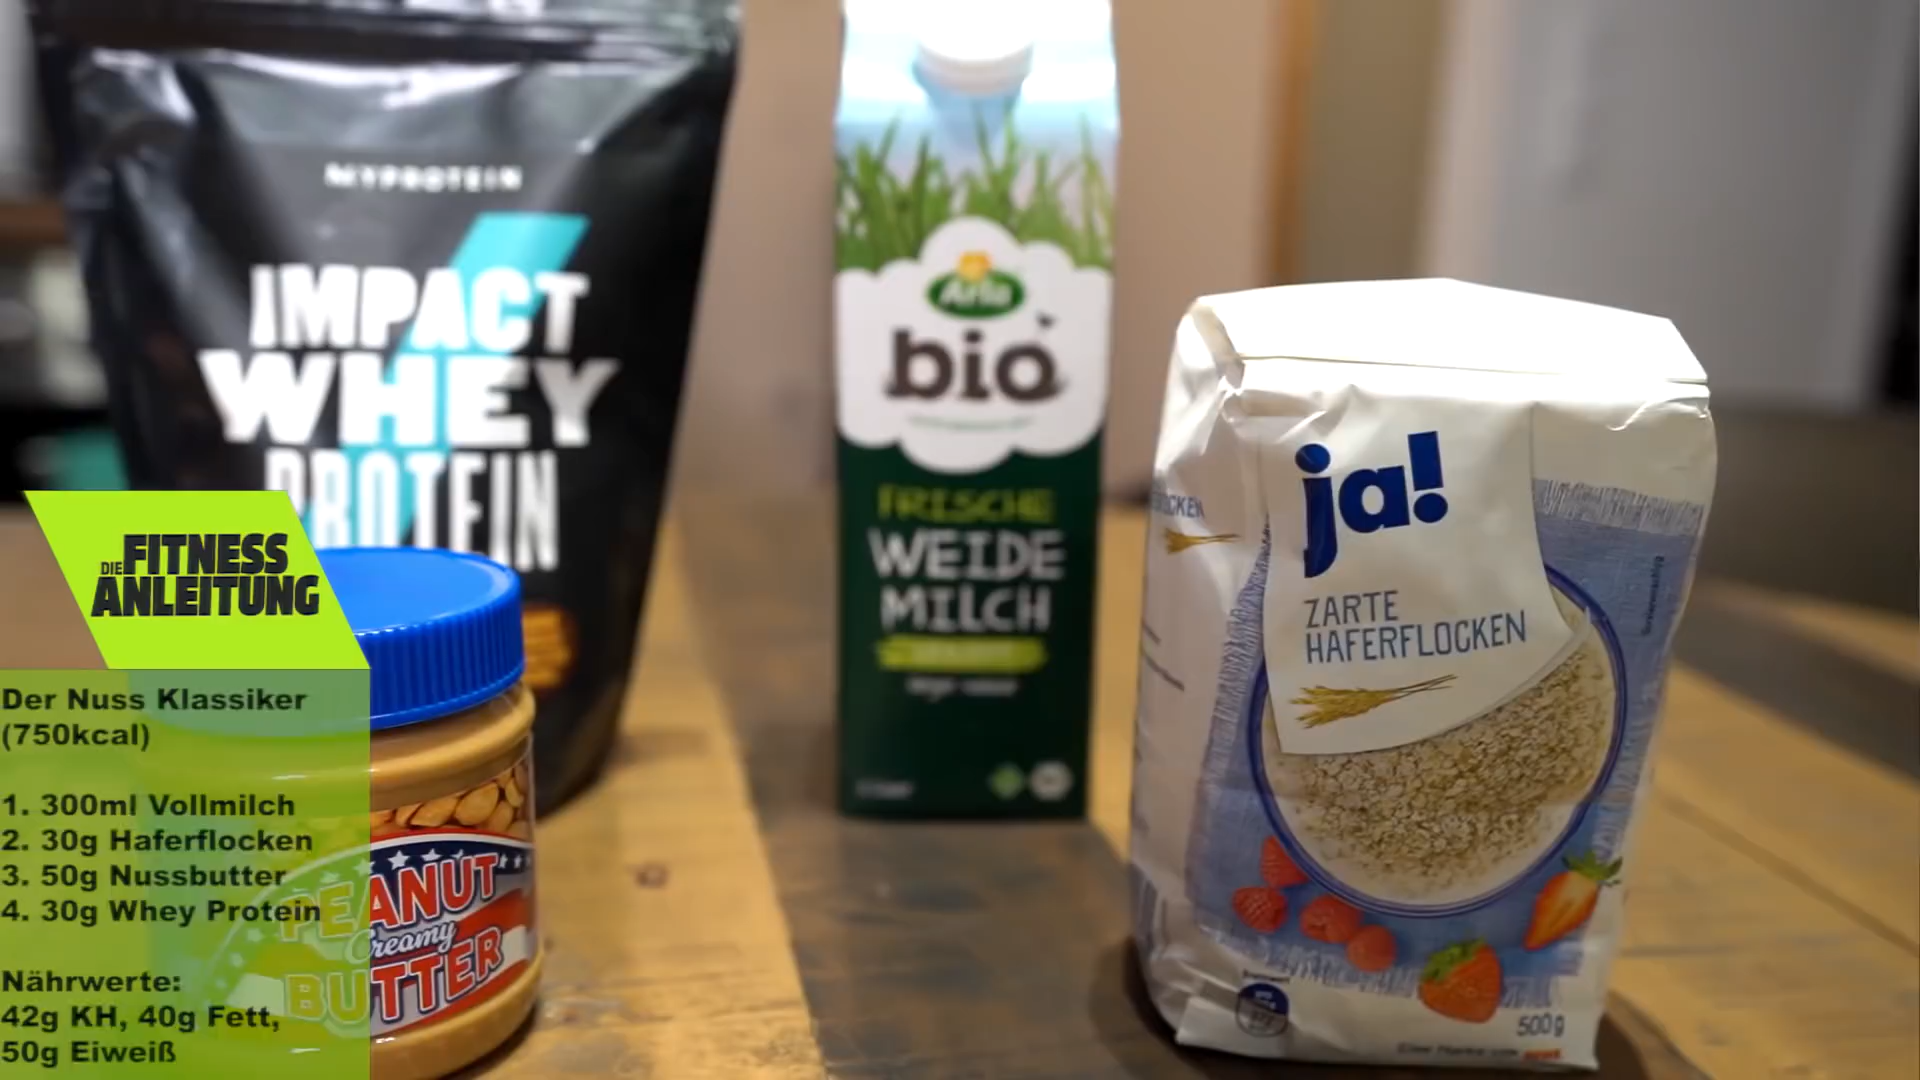 MYPROTEIN
IMPACT
WHEY
PROTEIN
Arla
bio
FRISCHE
WEIDE
MILCH
ja!
ZARTE
HAFERFLOCKEN
500g
DIE FITNESS
ANLEITUNG
Der Nuss Klassiker
(750kcal)
1. 300ml Vollmilch
2. 30g Haferflocken
3. 50g Nussbutter
4. 30g Whey Protein
Nährwerte:
42g KH, 40g Fett,
50g Eiweiß
PEANUT
Creamy
BUTTER